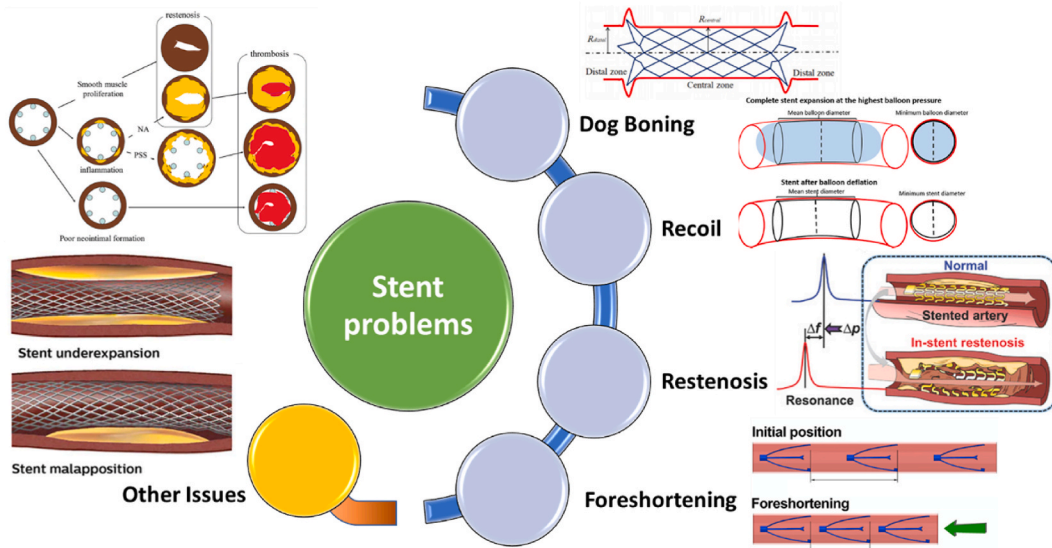 restenosis
thrombosis
Smooth muscle
proliferation
NA
PSS
inflammation
Poor neointimal formation
Stent underexpansion
Stent malapposition
Stent
problems
Other Issues
Dog Boning
Recoil
Restenosis
Foreshortening
R central
R distal
Distal zone
Distal zone
Central zone
Complete stent expansion at the highest balloon pressure
Mean balloon diameter
Minimum balloon diameter
Stent after balloon deflation
Mean stent diameter
Minimum stent diameter
Normal
Stented artery
Δf
Δp
In-stent restenosis
Resonance
Initial position
Foreshortening